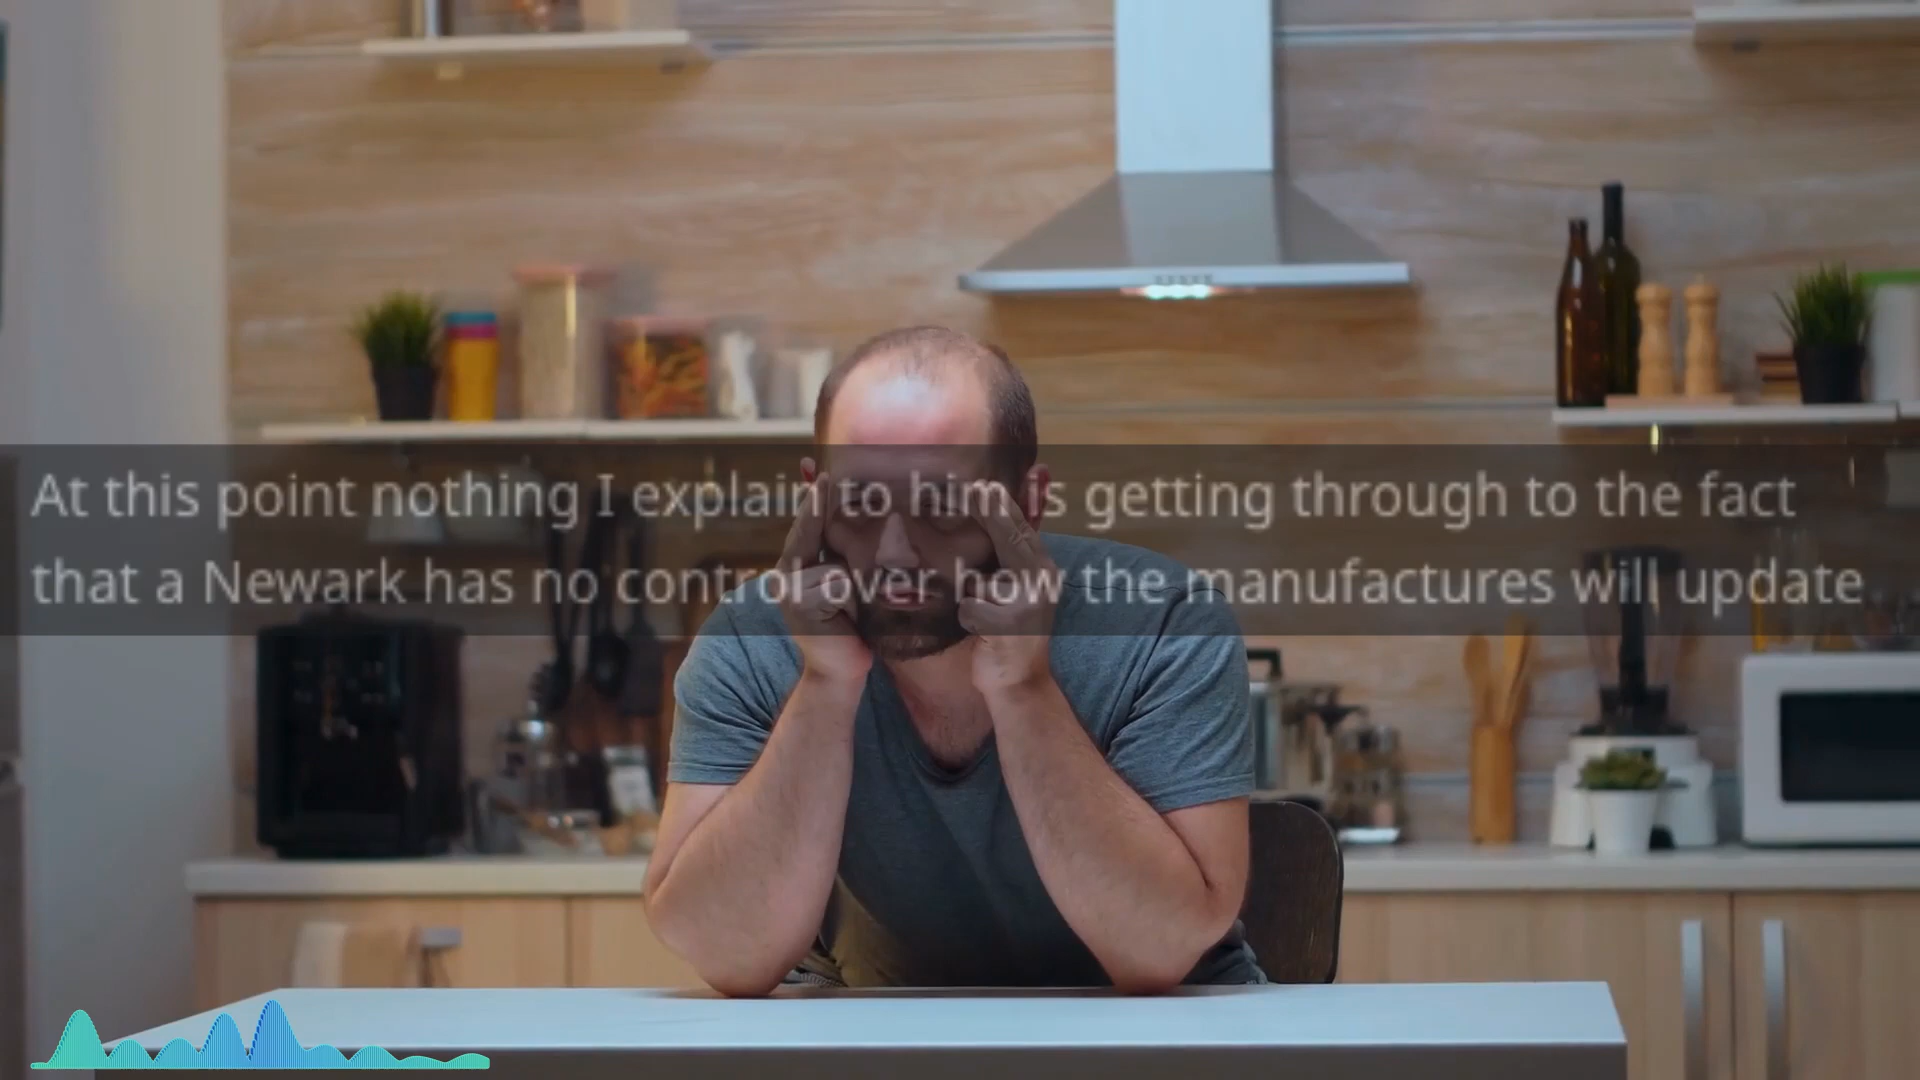 At this point nothing I explain to him is getting through to the fact
that a Newark has no control over how the manufactures will update